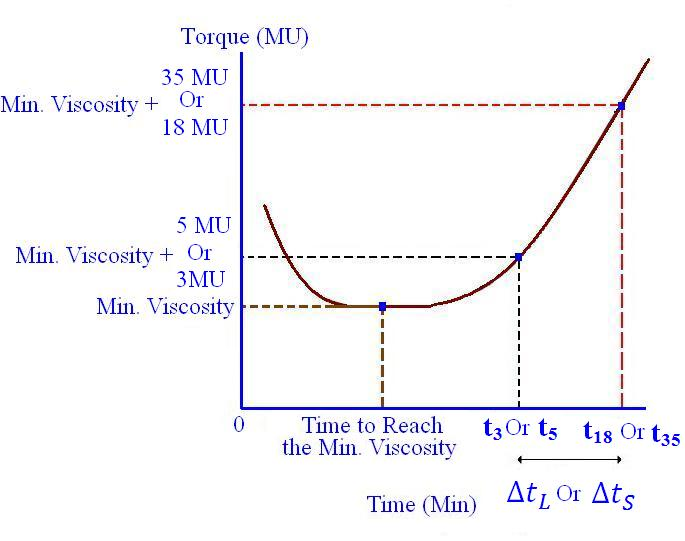 Torque (MU)
35 MU
Min. Viscosity + Or
18 MU
5 MU
Min. Viscosity + Or
3MU
Min. Viscosity
0
Time to Reach
the Min. Viscosity
t3 Or t5
t18 Or t35
ΔtL Or ΔtS
Time (Min)